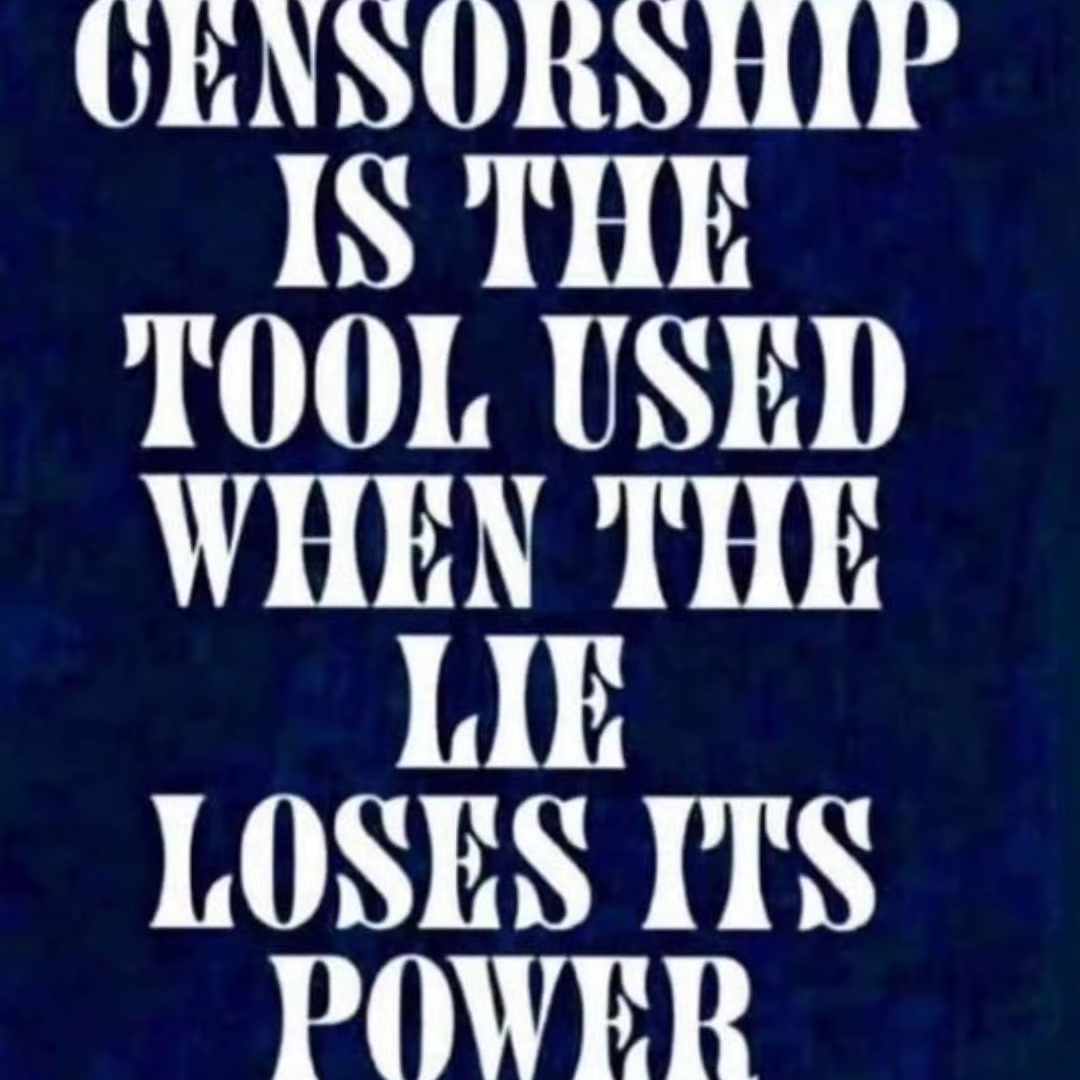 CENSORSHIP
IS THE
TOOL USED
WHEN THE
LIE
LOSES ITS
POWER